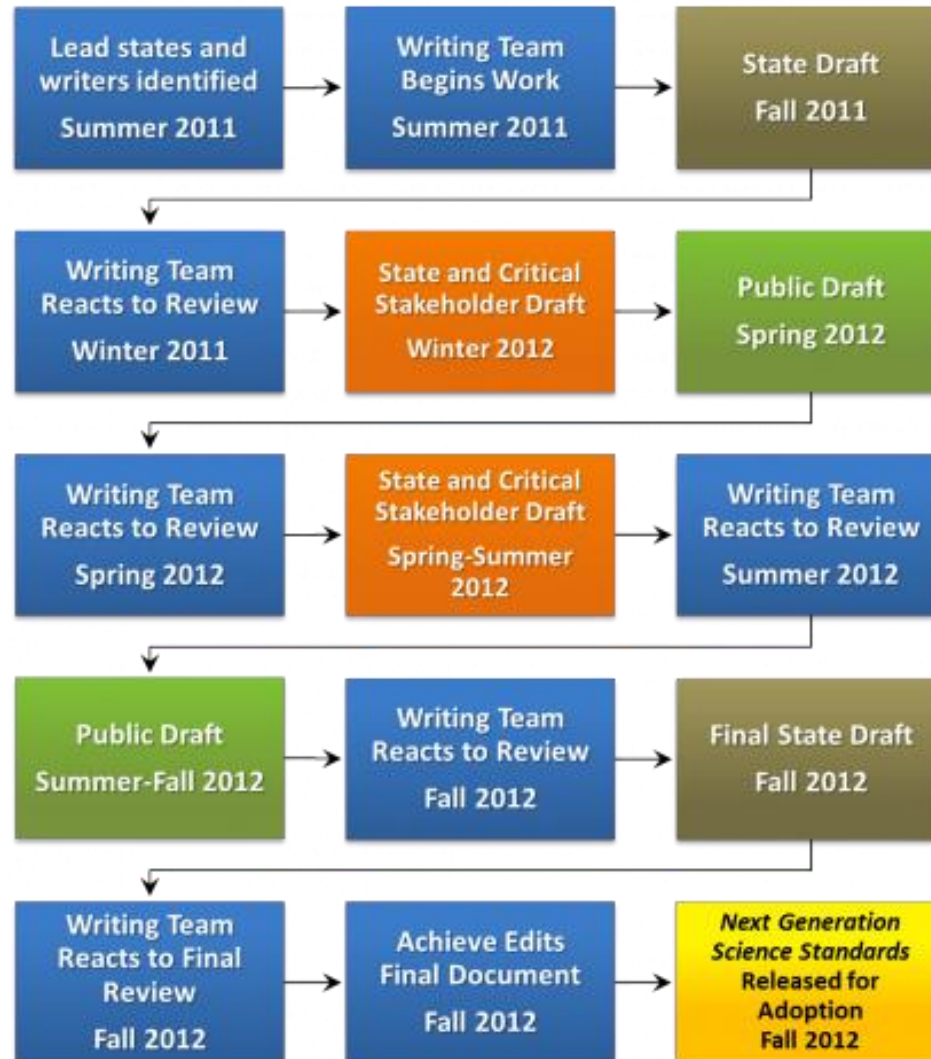 Lead states and
writers identified
Summer 2011
Writing Team
Begins Work
Summer 2011
State Draft
Fall 2011
Writing Team
Reacts to Review
Winter 2011
State and Critical
Stakeholder Draft
Winter 2012
Public Draft
Spring 2012
Writing Team
Reacts to Review
Spring 2012
State and Critical
Stakeholder Draft
Spring-Summer
2012
Writing Team
Reacts to Review
Summer 2012
Public Draft
Summer-Fall 2012
Writing Team
Reacts to Review
Fall 2012
Final State Draft
Fall 2012
Writing Team
Reacts to Final
Review
Fall 2012
Achieve Edits
Final Document
Fall 2012
Next Generation
Science Standards
Released for
Adoption
Fall 2012